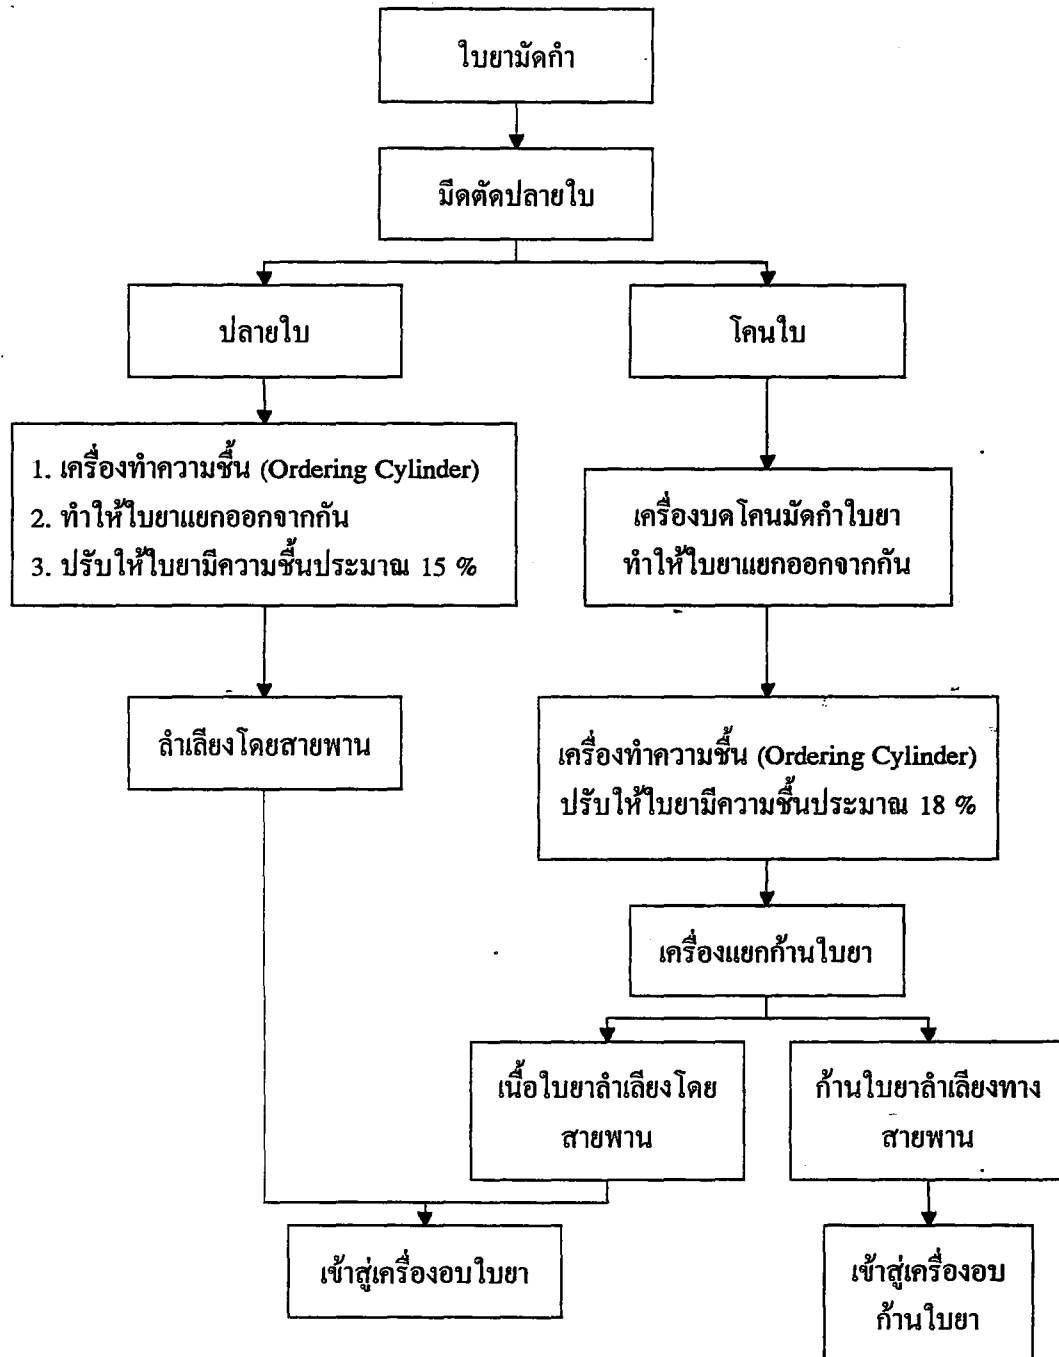 ใบยามัดกำ
มีดตัดปลายใบ
ปลายใบ
โคนใบ
1. เครื่องทำความชื้น (Ordering Cylinder)
2. ทำให้ใบยาแยกออกจากกัน
3. ปรับให้ใบยามีความชื้นประมาณ 15 %
เครื่องบดโคนมัดกำใบยา
ทำให้ใบยาแยกออกจากกัน
ลำเลียงโดยสายพาน
เครื่องทำความชื้น (Ordering Cylinder)
ปรับให้ใบยามีความชื้นประมาณ 18 %
เครื่องแยกก้านใบยา
เนื้อใบยาลำเลียงโดย
สายพาน
ก้านใบยาลำเลียงทาง
สายพาน
เข้าสู่เครื่องอบใบยา
เข้าสู่เครื่องอบ
ก้านใบยา